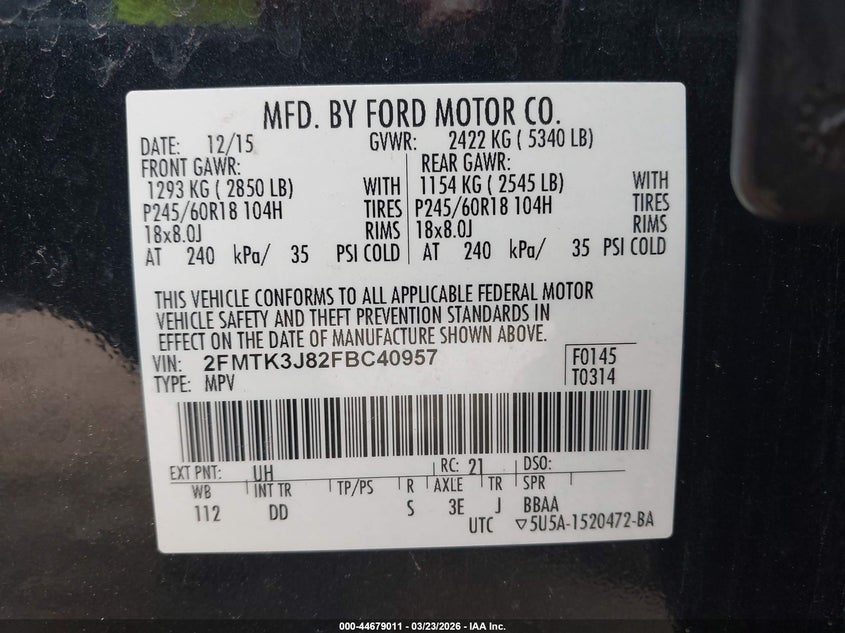 MFD. BY FORD MOTOR CO.
DATE: 12/15 GVWR: 2422 KG ( 5340 LB)
FRONT GAWR: REAR GAWR:
1293 KG ( 2850 LB) WITH 1154 KG ( 2545 LB) WITH
P245/60R18 104H TIRES P245/60R18 104H TIRES
18x8.0J RIMS 18x8.0J RIMS
AT 240 kPa/ 35 PSI COLD AT 240 kPa/ 35 PSI COLD
THIS VEHICLE CONFORMS TO ALL APPLICABLE FEDERAL MOTOR
VEHICLE SAFETY AND THEFT PREVENTION STANDARDS IN
EFFECT ON THE DATE OF MANUFACTURE SHOWN ABOVE.
VIN: 2FMTK3J82FBC40957 F0145
TYPE: MPV T0314
EXT PNT: UH RC: 21 DSO:
WB INT TR TP/PS R AXLE TR SPR
112 DD S 3E J BBAA
UTC ▽5U5A-1520472-BA
000-44679011 — 03/23/2026 — IAA Inc.